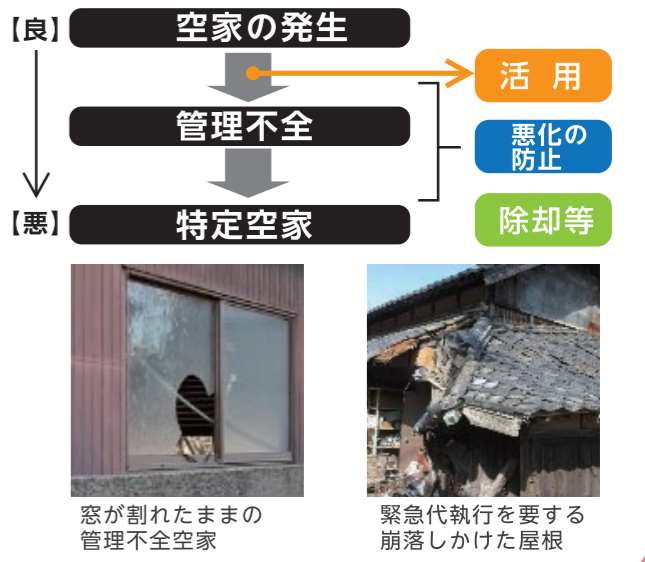 【良】
空家の発生
活 用
管理不全
悪化の
防止
【悪】
特定空家
除却等
窓が割れたままの
管理不全空家
緊急代執行を要する
崩落しかけた屋根